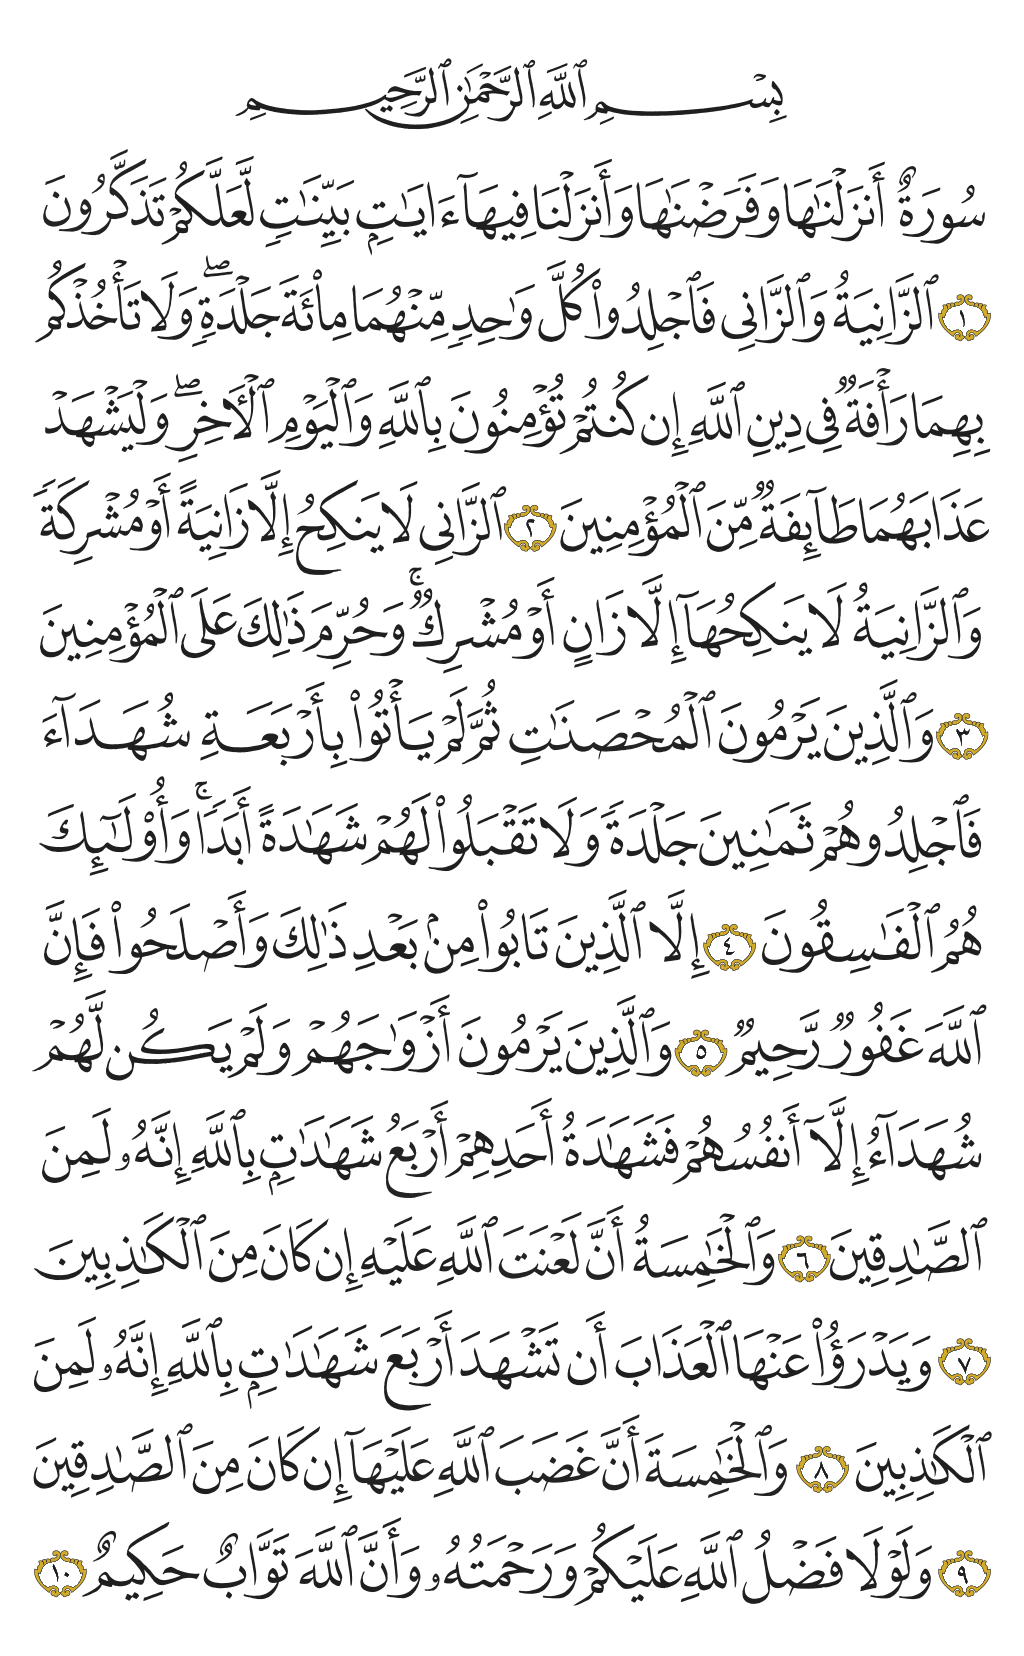 بِسْمِ ٱللَّهِ ٱلرَّحْمَٰنِ ٱلرَّحِيمِ
سُورَةٌ أَنزَلْنَٰهَا وَفَرَضْنَٰهَا وَأَنزَلْنَا فِيهَآ ءَايَٰتٍۭ بَيِّنَٰتٍ لَّعَلَّكُمْ تَذَكَّرُونَ
١ ٱلزَّانِيَةُ وَٱلزَّانِى فَٱجْلِدُوا۟ كُلَّ وَٰحِدٍ مِّنْهُمَا مِا۟ئَةَ جَلْدَةٍ ۖ وَلَا تَأْخُذْكُم
بِهِمَا رَأْفَةٌ فِى دِينِ ٱللَّهِ إِن كُنتُمْ تُؤْمِنُونَ بِٱللَّهِ وَٱلْيَوْمِ ٱلْـَٔاخِرِ ۖ وَلْيَشْهَدْ
عَذَابَهُمَا طَآئِفَةٌ مِّنَ ٱلْمُؤْمِنِينَ ٢ ٱلزَّانِى لَا يَنكِحُ إِلَّا زَانِيَةً أَوْ مُشْرِكَةً
وَٱلزَّانِيَةُ لَا يَنكِحُهَآ إِلَّا زَانٍ أَوْ مُشْرِكٌ ۚ وَحُرِّمَ ذَٰلِكَ عَلَى ٱلْمُؤْمِنِينَ
٣ وَٱلَّذِينَ يَرْمُونَ ٱلْمُحْصَنَٰتِ ثُمَّ لَمْ يَأْتُوا۟ بِأَرْبَعَةِ شُهَدَآءَ
فَٱجْلِدُوهُمْ ثَمَٰنِينَ جَلْدَةً وَلَا تَقْبَلُوا۟ لَهُمْ شَهَٰدَةً أَبَدًا ۚ وَأُو۟لَٰٓئِكَ
هُمُ ٱلْفَٰسِقُونَ ٤ إِلَّا ٱلَّذِينَ تَابُوا۟ مِنۢ بَعْدِ ذَٰلِكَ وَأَصْلَحُوا۟ فَإِنَّ
ٱللَّهَ غَفُورٌ رَّحِيمٌ ٥ وَٱلَّذِينَ يَرْمُونَ أَزْوَٰجَهُمْ وَلَمْ يَكُن لَّهُمْ
شُهَدَآءُ إِلَّآ أَنفُسُهُمْ فَشَهَٰدَةُ أَحَدِهِمْ أَرْبَعُ شَهَٰدَٰتٍۭ بِٱللَّهِ إِنَّهُۥ لَمِنَ
ٱلصَّٰدِقِينَ ٦ وَٱلْخَٰمِسَةُ أَنَّ لَعْنَتَ ٱللَّهِ عَلَيْهِ إِن كَانَ مِنَ ٱلْكَٰذِبِينَ
٧ وَيَدْرَؤُا۟ عَنْهَا ٱلْعَذَابَ أَن تَشْهَدَ أَرْبَعَ شَهَٰدَٰتٍۭ بِٱللَّهِ إِنَّهُۥ لَمِنَ
ٱلْكَٰذِبِينَ ٨ وَٱلْخَٰمِسَةَ أَنَّ غَضَبَ ٱللَّهِ عَلَيْهَآ إِن كَانَ مِنَ ٱلصَّٰدِقِينَ
٩ وَلَوْلَا فَضْلُ ٱللَّهِ عَلَيْكُمْ وَرَحْمَتُهُۥ وَأَنَّ ٱللَّهَ تَوَّابٌ حَكِيمٌ ١٠